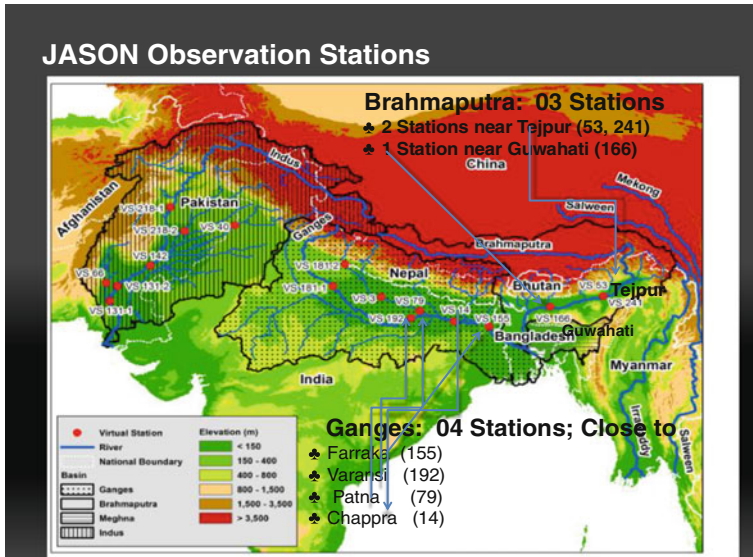 JASON Observation Stations
Brahmaputra: 03 Stations
♣ 2 Stations near Tejpur (53, 241)
♣ 1 Station near Guwahati (166)
China
Indus
Mekong
Afghanistan
Pakistan
VS 218-1
VS 218-2
VS 40
Salween
Ganges
Brahmaputra
VS 142
VS 66
VS 131-2
VS 131-1
VS 181-2
Nepal
VS 181-1
VS 3
VS 79
VS 192
VS 14
VS 155
Bhutan
VS 53
Tejpur
VS 241
VS 166
Guwahati
Bangladesh
Myanmar
India
Irrawaddy
Salween
Ganges: 04 Stations; Close to
♣ Farraka (155)
♣ Vararisi (192)
♣ Patna (79)
♣ Chappra (14)
Virtual Station
River
National Boundary
Basin
Ganges
Brahmaputra
Meghna
Indus
Elevation (m)
< 150
150 - 400
400 - 800
800 - 1,500
1,500 - 3,500
> 3,500